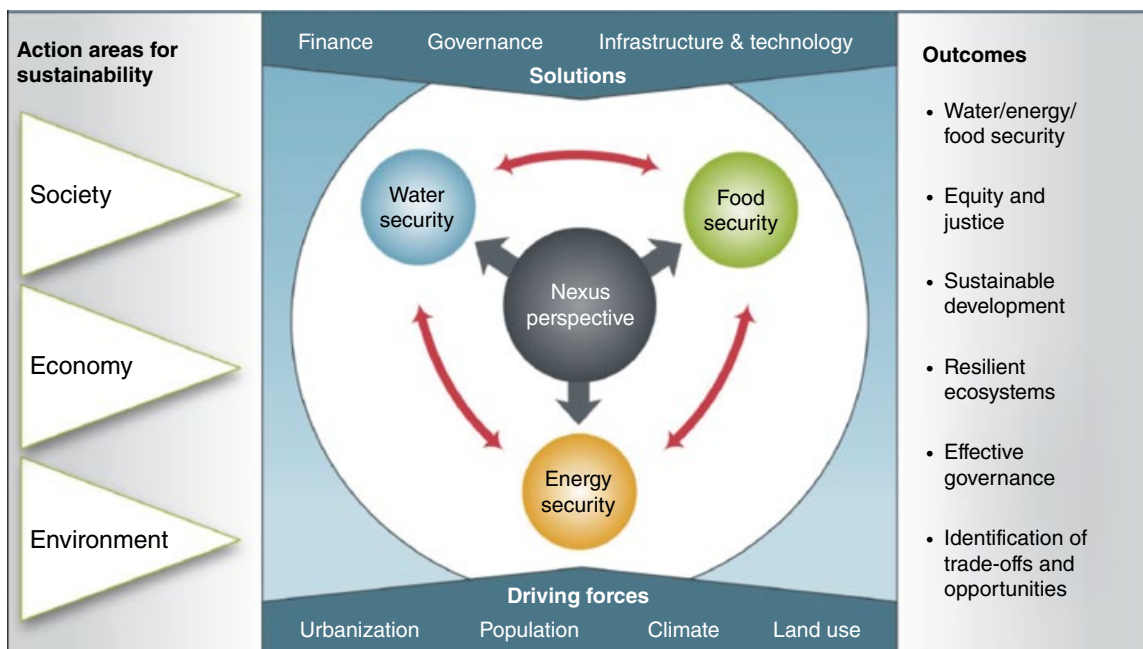 Action areas for
sustainability
Society
Economy
Environment
Finance Governance Infrastructure & technology
Solutions
Water
security
Food
security
Nexus
perspective
Energy
security
Driving forces
Urbanization Population Climate Land use
Outcomes
• Water/energy/
food security
• Equity and
justice
• Sustainable
development
• Resilient
ecosystems
• Effective
governance
• Identification of
trade-offs and
opportunities